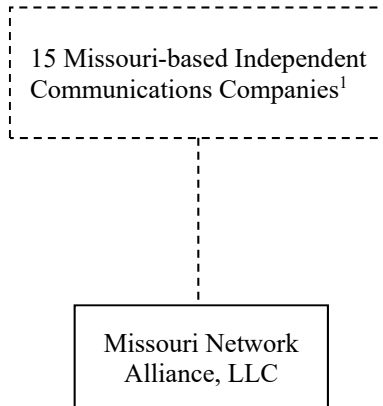 15 Missouri-based Independent
Communications Companies¹
Missouri Network
Alliance, LLC